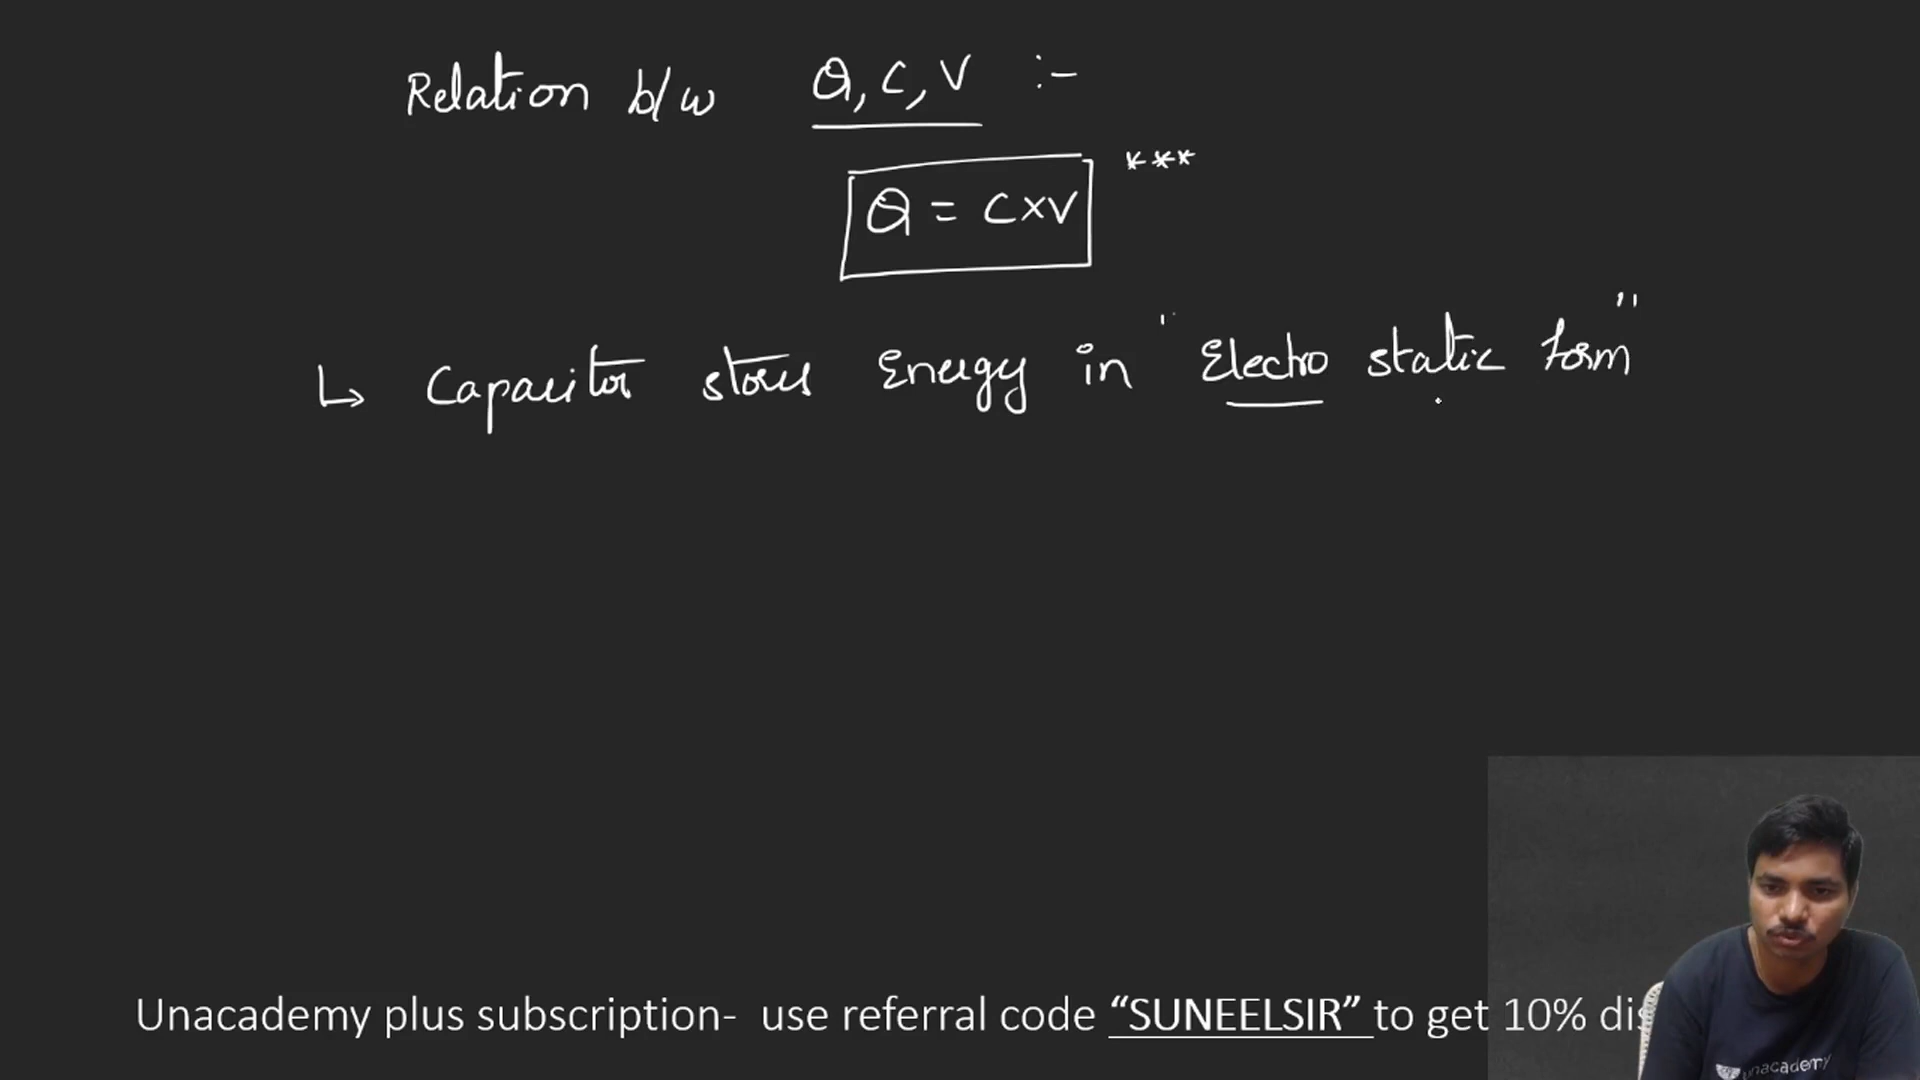 Relation b/w Q, C, V :-
Q = C×V ***
↳ Capacitor stores Energy in "Electro static form"
Unacademy plus subscription- use referral code “SUNEELSIR” to get 10% dis
unacademy